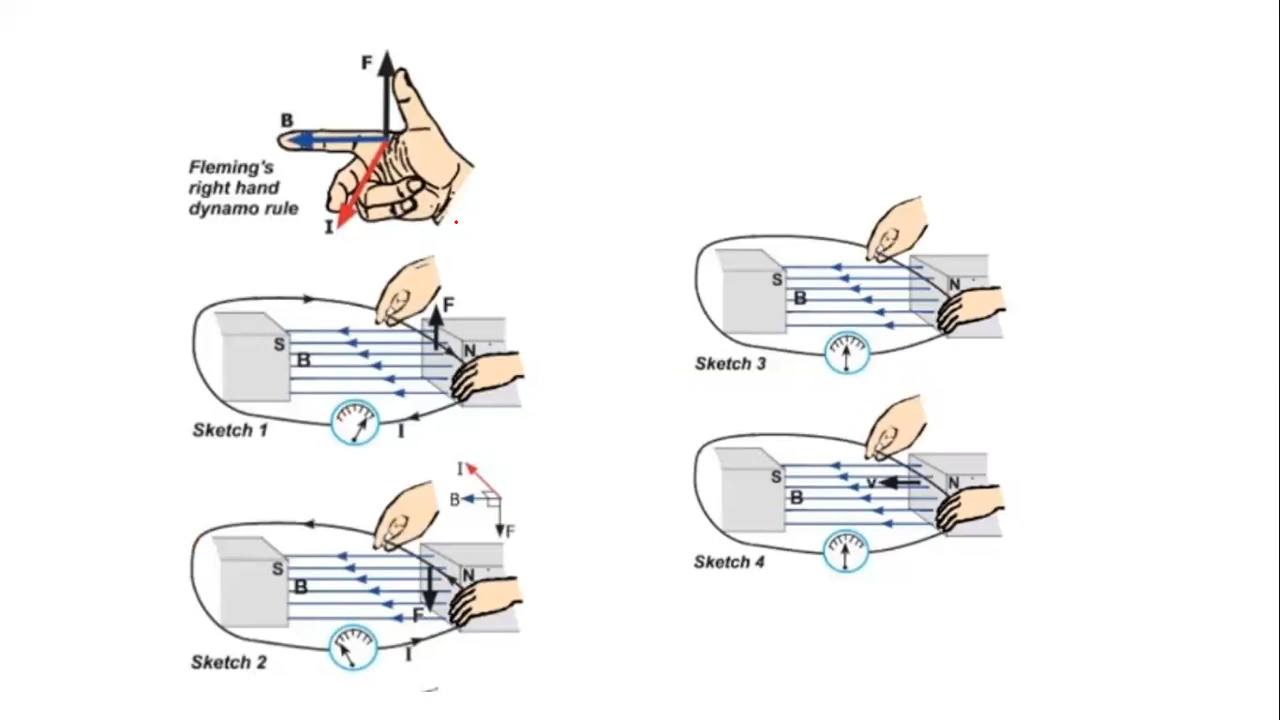 F
B
Fleming's
right hand
dynamo rule
I
F
S
N
B
Sketch 1
I
I
B
F
S
N
B
F
Sketch 2
I
S
N
B
Sketch 3
S
v
N
B
Sketch 4